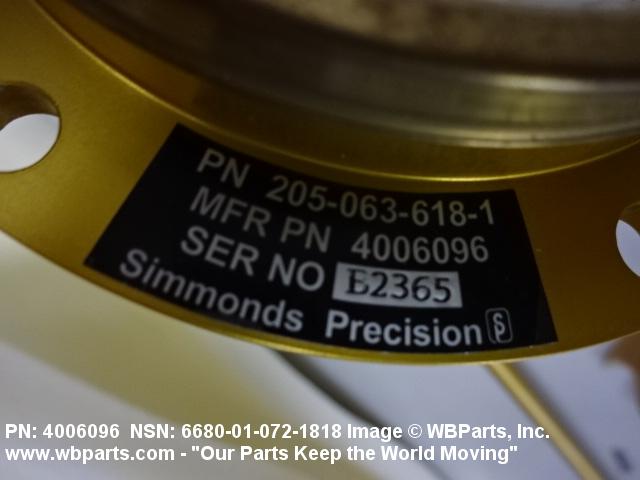 PN 205-063-618-1
MFR PN 4006096
SER NO E2365
Simmonds Precision
PN: 4006096 NSN: 6680-01-072-1818 Image © WBParts, Inc.
www.wbparts.com - "Our Parts Keep the World Moving"